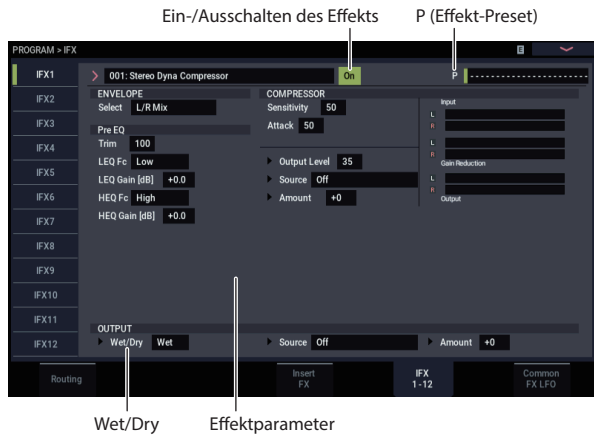 Ein-/Ausschalten des Effekts P (Effekt-Preset)
PROGRAM > IFX E
IFX1 001: Stereo Dyna Compressor On P -----------------------
IFX2
IFX3
IFX4
IFX5
IFX6
IFX7
IFX8
IFX9
IFX10
IFX11
IFX12
ENVELOPE
Select L/R Mix
Pre EQ
Trim 100
LEQ Fc Low
LEQ Gain [dB] +0.0
HEQ Fc High
HEQ Gain [dB] +0.0
COMPRESSOR
Sensitivity 50
Attack 50
Output Level 35
Source Off
Amount +0
Input
L
R
L
R
Gain Reduction
L
R
Output
OUTPUT
Wet/Dry Wet Source Off Amount +0
Routing Insert FX IFX 1-12 Common FX LFO
Wet/Dry Effektparameter